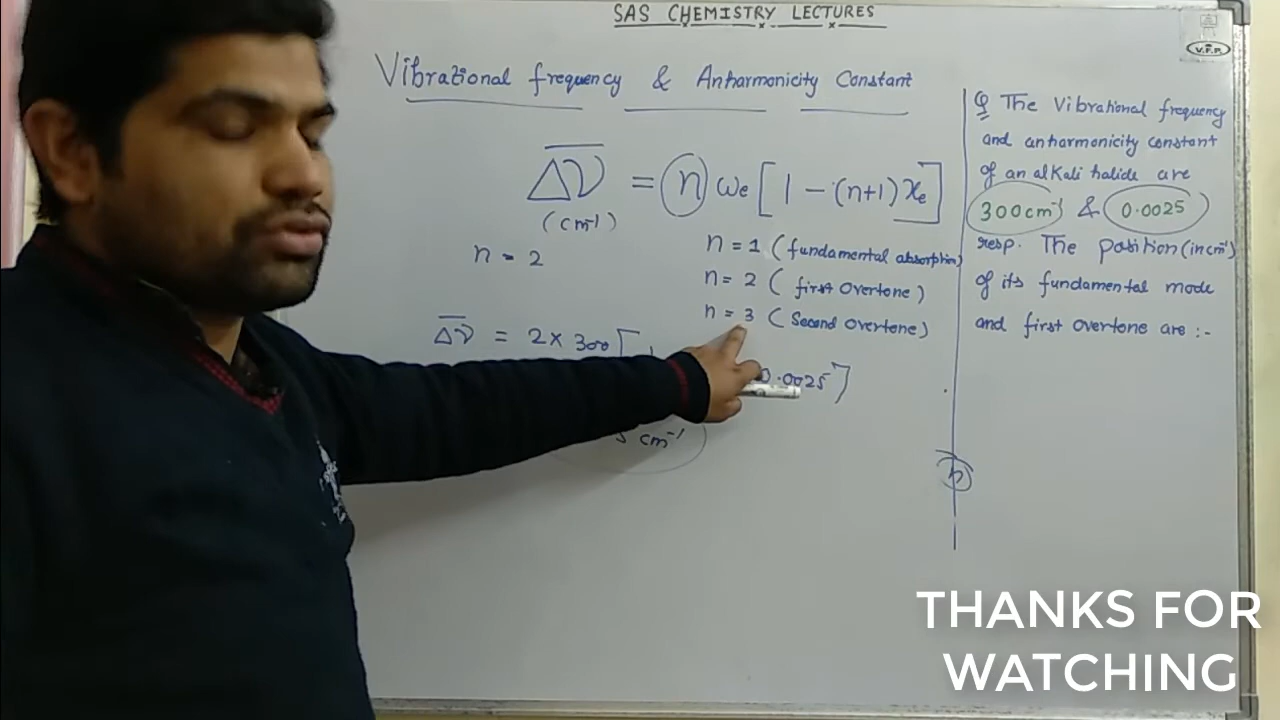 SAS CHEMISTRY LECTURES
V.F.P.
Vibrational frequency & Anharmonicity Constant
Δν̅ = n ωe [1 - (n+1) xe]
(cm⁻¹)
n = 2
n = 1 (fundamental absorption)
n = 2 (first overtone)
n = 3 (Second overtone)
Δν̅ = 2 × 300 [1
0.0025]
5 cm⁻¹
Q The Vibrational frequency
and anharmonicity constant
of an alkali halide are
300 cm⁻¹ & 0.0025
resp. The position (in cm⁻¹)
of its fundamental mode
and first overtone are :-
n
THANKS FOR
WATCHING